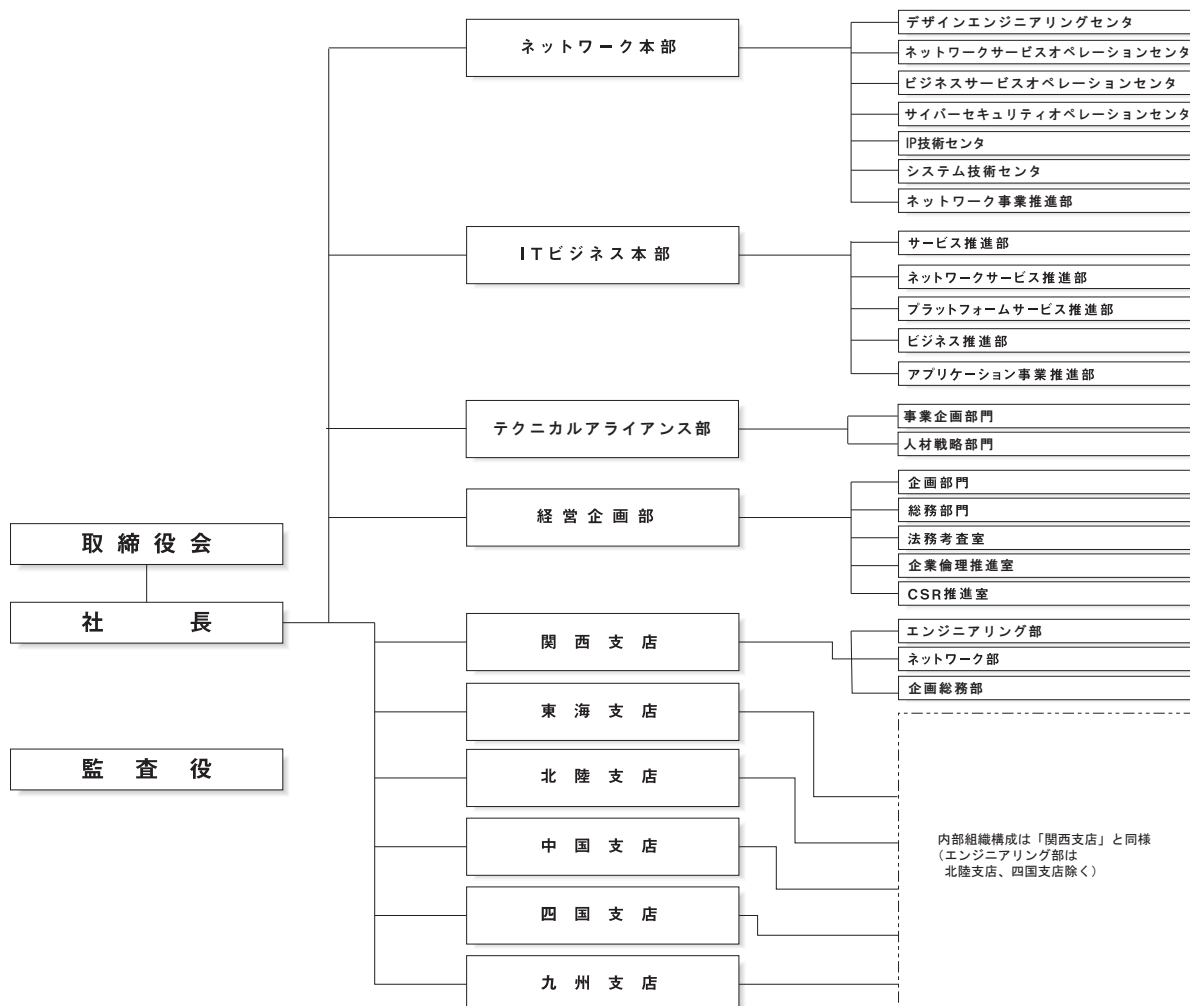 取締役会
社長
監査役
ネットワーク本部
デザインエンジニアリングセンタ
ネットワークサービスオペレーションセンタ
ビジネスサービスオペレーションセンタ
サイバーセキュリティオペレーションセンタ
IP技術センタ
システム技術センタ
ネットワーク事業推進部
ITビジネス本部
サービス推進部
ネットワークサービス推進部
プラットフォームサービス推進部
ビジネス推進部
アプリケーション事業推進部
テクニカルアライアンス部
事業企画部門
人材戦略部門
経営企画部
企画部門
総務部門
法務考査室
企業倫理推進室
CSR推進室
関西支店
エンジニアリング部
ネットワーク部
企画総務部
東海支店
北陸支店
中国支店
四国支店
九州支店
内部組織構成は「関西支店」と同様
（エンジニアリング部は
北陸支店、四国支店除く）